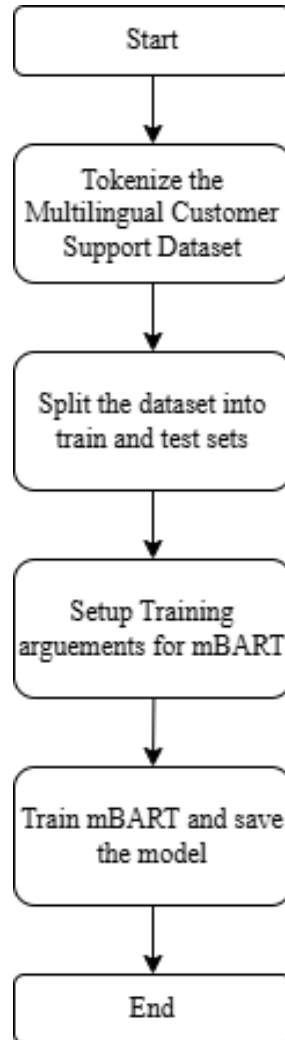 Start
Tokenize the
Multilingual Customer
Support Dataset
Split the dataset into
train and test sets
Setup Training
arguements for mBART
Train mBART and save
the model
End